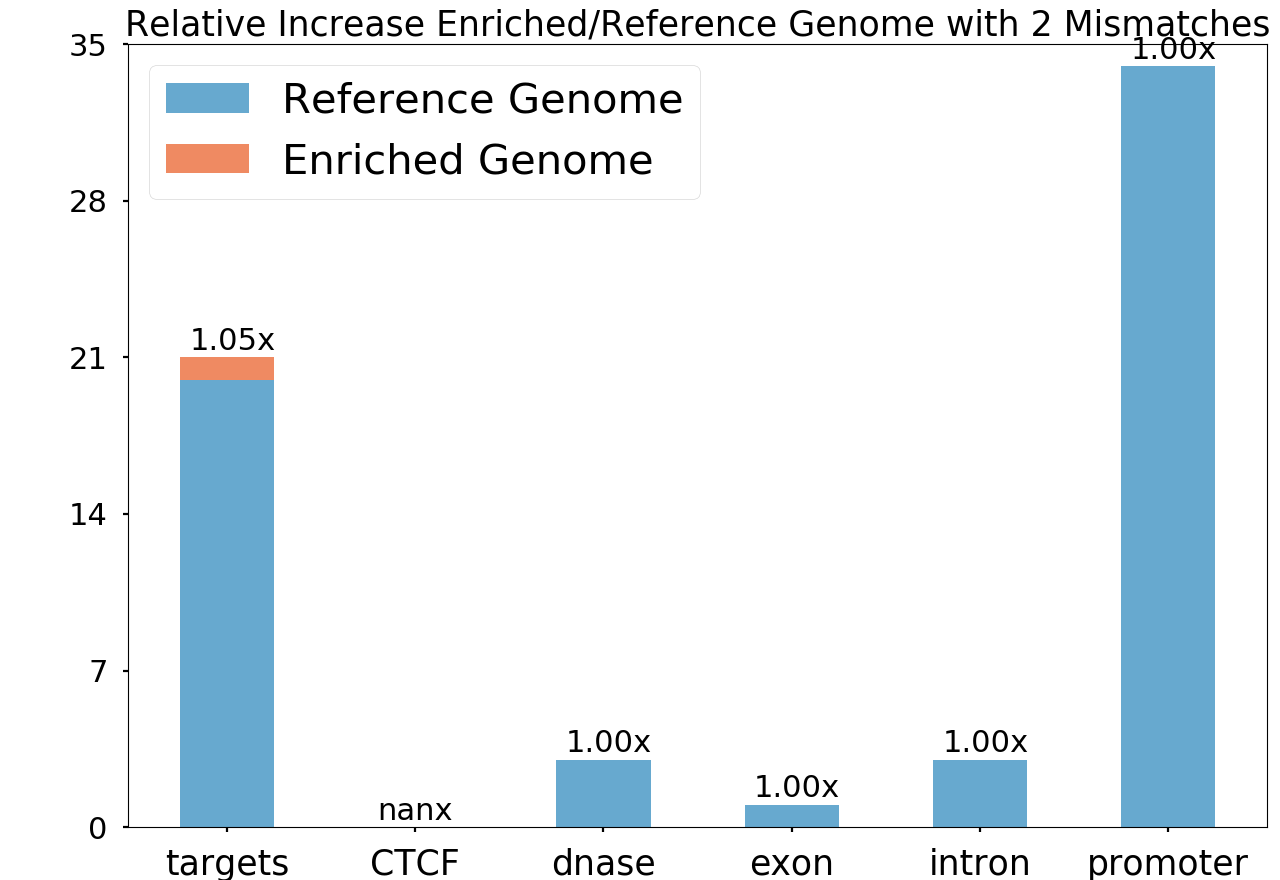 Relative Increase Enriched/Reference Genome with 2 Mismatches
35
1.00x
Reference Genome
Enriched Genome
28
1.05x
21
14
7
1.00x
1.00x
1.00x
nanx
0
targets CTCF dnase exon intron promoter